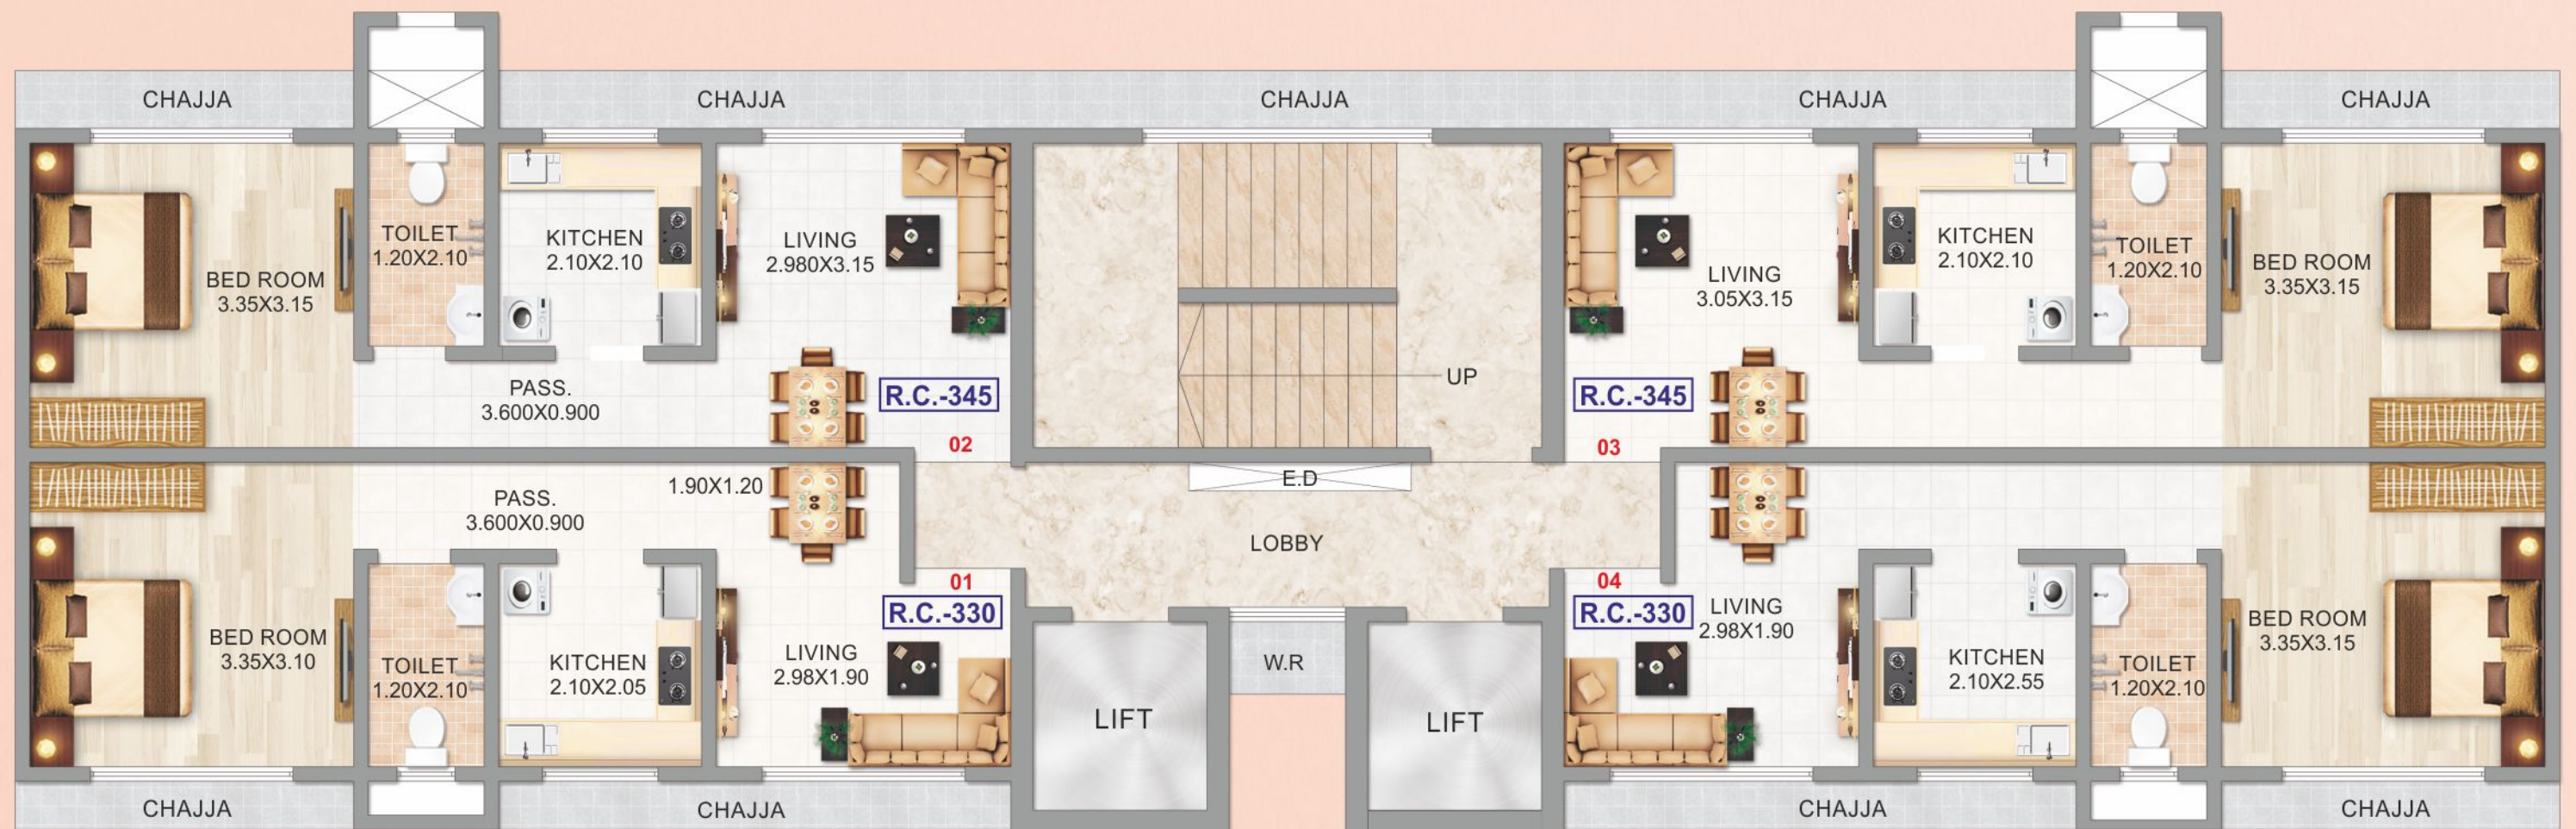 CHAJJA
CHAJJA
CHAJJA
CHAJJA
CHAJJA
BED ROOM
3.35X3.15
TOILET
1.20X2.10
KITCHEN
2.10X2.10
LIVING
2.980X3.15
PASS.
3.600X0.900
R.C.-345
02
UP
LIVING
3.05X3.15
KITCHEN
2.10X2.10
TOILET
1.20X2.10
BED ROOM
3.35X3.15
R.C.-345
03
E.D
LOBBY
PASS.
3.600X0.900
1.90X1.20
01
R.C.-330
BED ROOM
3.35X3.10
TOILET
1.20X2.10
KITCHEN
2.10X2.05
LIVING
2.98X1.90
LIFT
W.R
LIFT
04
R.C.-330
LIVING
2.98X1.90
KITCHEN
2.10X2.55
TOILET
1.20X2.10
BED ROOM
3.35X3.15
CHAJJA
CHAJJA
CHAJJA
CHAJJA